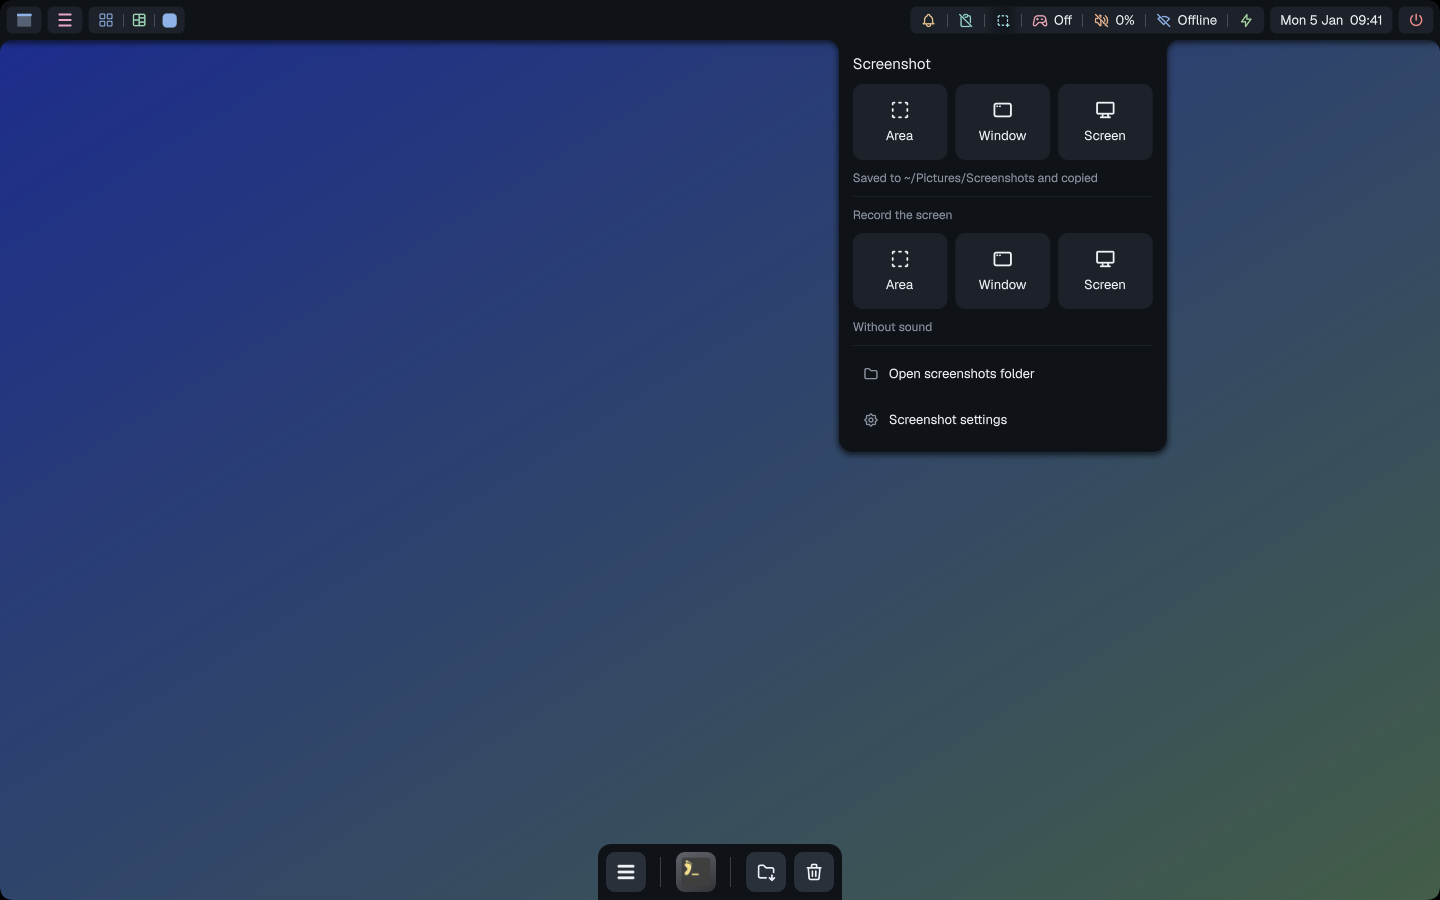 Off
0%
Offline
Mon 5 Jan 09:41
Screenshot
Area Window Screen
Saved to ~/Pictures/Screenshots and copied
Record the screen
Area Window Screen
Without sound
Open screenshots folder
Screenshot settings